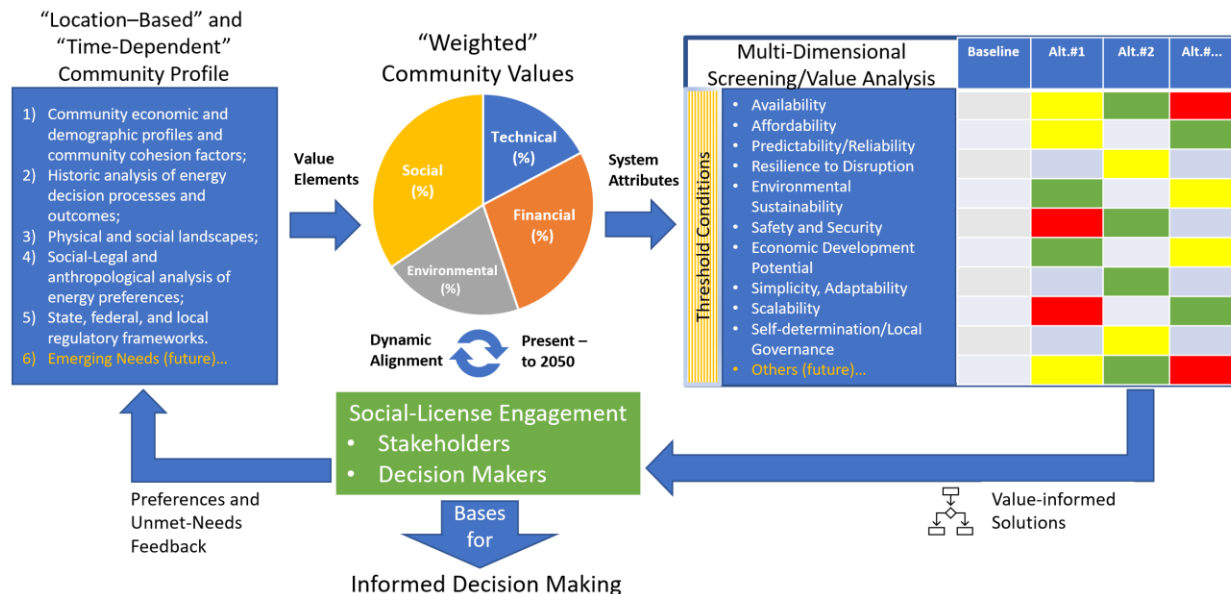 “Location–Based” and
“Time-Dependent”
Community Profile
1) Community economic and
demographic profiles and
community cohesion factors;
2) Historic analysis of energy
decision processes and
outcomes;
3) Physical and social landscapes;
4) Social-Legal and
anthropological analysis of
energy preferences;
5) State, federal, and local
regulatory frameworks.
6) Emerging Needs (future)…
Value
Elements
“Weighted”
Community Values
Technical
(%)
Social
(%)
Financial
(%)
Environmental
(%)
Dynamic
Alignment
Present –
to 2050
System
Attributes
Multi-Dimensional
Screening/Value Analysis
Baseline
Alt.#1
Alt.#2
Alt.#...
Threshold Conditions
• Availability
• Affordability
• Predictability/Reliability
• Resilience to Disruption
• Environmental
Sustainability
• Safety and Security
• Economic Development
Potential
• Simplicity, Adaptability
• Scalability
• Self-determination/Local
Governance
• Others (future)…
Social-License Engagement
• Stakeholders
• Decision Makers
Preferences and
Unmet-Needs
Feedback
Value-informed
Solutions
Bases
for
Informed Decision Making